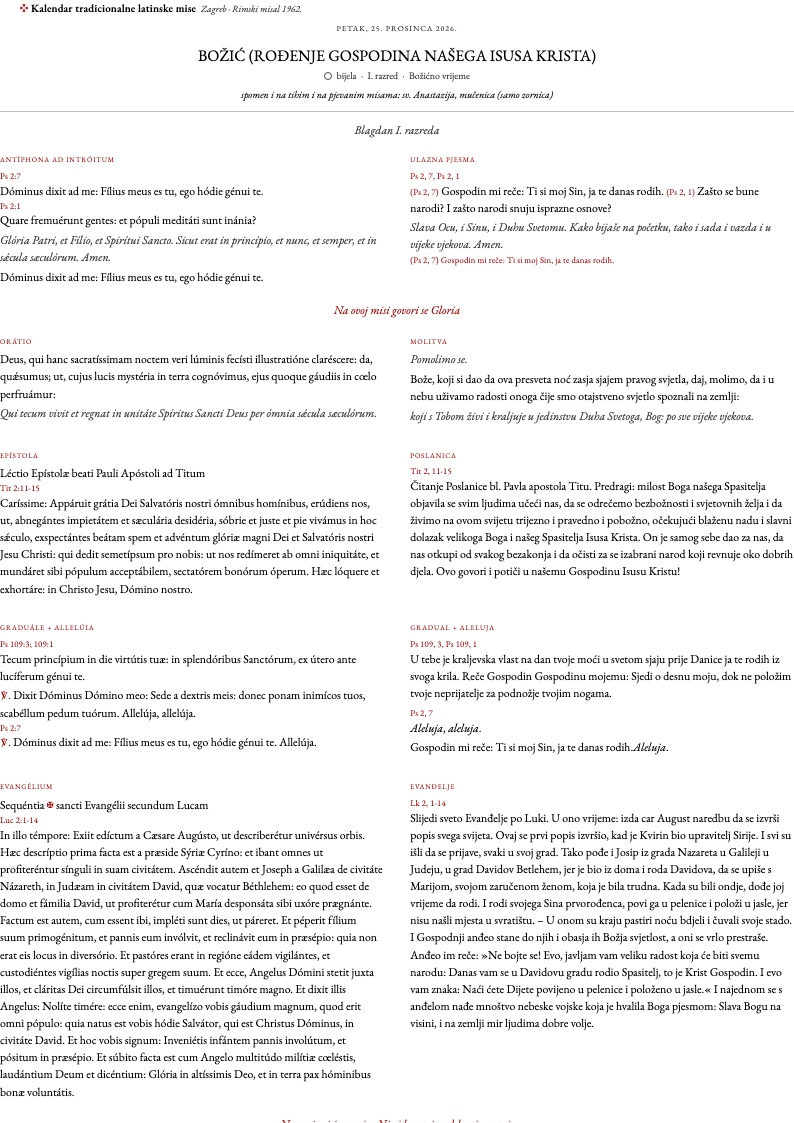 ✣ Kalendar tradicionalne latinske mise Zagreb · Rimski misal 1962.
PETAK, 25. PROSINCA 2026.
BOŽIĆ (ROĐENJE GOSPODINA NAŠEGA ISUSA KRISTA)
bijela · I. razred · Božićno vrijeme
spomen i na tihim i na pjevanim misama: sv. Anastazija, mučenica (samo zornica)
Blagdan I. razreda
ANTÍPHONA AD INTRÓITUM
Ps 2:7
Dóminus dixit ad me: Fílius meus es tu, ego hódie génui te.
Ps 2:1
Quare fremuérunt gentes: et pópuli meditáti sunt inánia?
Glória Patri, et Fílio, et Spirítui Sancto. Sicut erat in princípio, et nunc, et semper, et in
sǽcula sæculórum. Amen.
Dóminus dixit ad me: Fílius meus es tu, ego hódie génui te.
ULAZNA PJESMA
Ps 2, 7, Ps 2, 1
(Ps 2, 7) Gospodin mi reče: Ti si moj Sin, ja te danas rodih. (Ps 2, 1) Zašto se bune
narodi? I zašto narodi snuju isprazne osnove?
Slava Ocu, i Sinu, i Duhu Svetomu. Kako bijaše na početku, tako i sada i vazda i u
vijeke vjekova. Amen.
(Ps 2, 7) Gospodin mi reče: Ti si moj Sin, ja te danas rodih.
Na ovoj misi govori se Gloria
ORÁTIO
Deus, qui hanc sacratíssimam noctem veri lúminis fecísti illustratióne claréscere: da,
quǽsumus; ut, cujus lucis mystéria in terra cognóvimus, ejus quoque gáudiis in cœlo
perfruámur:
Qui tecum vivit et regnat in unitáte Spíritus Sancti Deus per ómnia sǽcula sæculórum.
MOLITVA
Pomolimo se.
Bože, koji si dao da ova presveta noć zasja sjajem pravog svjetla, daj, molimo, da i u
nebu uživamo radosti onoga čije smo otajstveno svjetlo spoznali na zemlji:
koji s Tobom živi i kraljuje u jedinstvu Duha Svetoga, Bog: po sve vijeke vjekova.
EPÍSTOLA
Léctio Epístolæ beati Pauli Apóstoli ad Titum
Tit 2:11-15
Caríssime: Appáruit grátia Dei Salvatóris nostri ómnibus homínibus, erúdiens nos,
ut, abnegántes impietátem et sæculária desidéria, sóbrie et juste et pie vivámus in hoc
sǽculo, exspectántes beátam spem et advéntum glóriæ magni Dei et Salvatóris nostri
Jesu Christi: qui dedit semetípsum pro nobis: ut nos redímeret ab omni iniquitáte, et
mundáret sibi pópulum acceptábilem, sectatórem bonórum óperum. Hæc lóquere et
exhortáre: in Christo Jesu, Dómino nostro.
POSLANICA
Tit 2, 11-15
Čitanje Poslanice bl. Pavla apostola Titu. Predragi: milost Boga našega Spasitelja
objavila se svim ljudima učeći nas, da se odrečemo bezbožnosti i svjetovnih želja i da
živimo na ovom svijetu trijezno i pravedno i pobožno, očekujući blaženu nadu i slavni
dolazak velikoga Boga i našeg Spasitelja Isusa Krista. On je samog sebe dao za nas, da
nas otkupi od svakog bezakonja i da očisti za se izabrani narod koji revnuje oko dobrih
djela. Ovo govori i potiči u našemu Gospodinu Isusu Kristu!
GRADUÁLE + ALLELÚIA
Ps 109:3; 109:1
Tecum princípium in die virtútis tuæ: in splendóribus Sanctórum, ex útero ante
lucíferum génui te.
℣. Dixit Dóminus Dómino meo: Sede a dextris meis: donec ponam inimícos tuos,
scabéllum pedum tuórum. Allelúja, allelúja.
Ps 2:7
℣. Dóminus dixit ad me: Fílius meus es tu, ego hódie génui te. Allelúja.
GRADUAL + ALELUJA
Ps 109, 3, Ps 109, 1
U tebe je kraljevska vlast na dan tvoje moći u svetom sjaju prije Danice ja te rodih iz
svoga krila. Reče Gospodin Gospodinu mojemu: Sjedi o desnu moju, dok ne položim
tvoje neprijatelje za podnožje tvojim nogama.
Ps 2, 7
Aleluja, aleluja.
Gospodin mi reče: Ti si moj Sin, ja te danas rodih.Aleluja.
EVANGÉLIUM
Sequéntia ✠ sancti Evangélii secundum Lucam
Luc 2:1-14
In illo témpore: Exiit edíctum a Cæsare Augústo, ut describerétur univérsus orbis.
Hæc descríptio prima facta est a præside Sýriæ Cyríno: et ibant omnes ut
profiteréntur sínguli in suam civitátem. Ascéndit autem et Joseph a Galilæa de civitáte
Názareth, in Judæam in civitátem David, quæ vocatur Béthlehem: eo quod esset de
domo et fámilia David, ut profiterétur cum María desponsáta sibi uxóre prægnánte.
Factum est autem, cum essent ibi, impléti sunt dies, ut páreret. Et péperit fílium
suum primogénitum, et pannis eum invólvit, et reclinávit eum in præsépio: quia non
erat eis locus in diversório. Et pastóres erant in regióne eádem vigilántes, et
custodiéntes vigílias noctis super gregem suum. Et ecce, Angelus Dómini stetit juxta
illos, et cláritas Dei circumfúlsit illos, et timuérunt timóre magno. Et dixit illis
Angelus: Nolíte timére: ecce enim, evangelízo vobis gáudium magnum, quod erit
omni pópulo: quia natus est vobis hódie Salvátor, qui est Christus Dóminus, in
civitáte David. Et hoc vobis signum: Inveniétis infántem pannis involútum, et
pósitum in præsépio. Et súbito facta est cum Angelo multitúdo milítiæ cœléstis,
laudántium Deum et dicéntium: Glória in altíssimis Deo, et in terra pax hóminibus
bonæ voluntátis.
EVANĐELJE
Lk 2, 1-14
Slijedi sveto Evanđelje po Luki. U ono vrijeme: izda car August naredbu da se izvrši
popis svega svijeta. Ovaj se prvi popis izvršio, kad je Kvirin bio upravitelj Sirije. I svi su
išli da se prijave, svaki u svoj grad. Tako pođe i Josip iz grada Nazareta u Galileji u
Judeju, u grad Davidov Betlehem, jer je bio iz doma i roda Davidova, da se upiše s
Marijom, svojom zaručenom ženom, koja je bila trudna. Kada su bili ondje, dođe joj
vrijeme da rodi. I rodi svojega Sina prvorođenca, povi ga u pelenice i položi u jasle, jer
nisu našli mjesta u svratištu. – U onom su kraju pastiri noću bdjeli i čuvali svoje stado.
I Gospodnji anđeo stane do njih i obasja ih Božja svjetlost, a oni se vrlo prestraše.
Anđeo im reče: »Ne bojte se! Evo, javljam vam veliku radost koja će biti svemu
narodu: Danas vam se u Davidovu gradu rodio Spasitelj, to je Krist Gospodin. I evo
vam znaka: Naći ćete Dijete povijeno u pelenice i položeno u jasle.« I najednom se s
anđelom nađe mnoštvo nebeske vojske koja je hvalila Boga pjesmom: Slava Bogu na
visini, i na zemlji mir ljudima dobre volje.